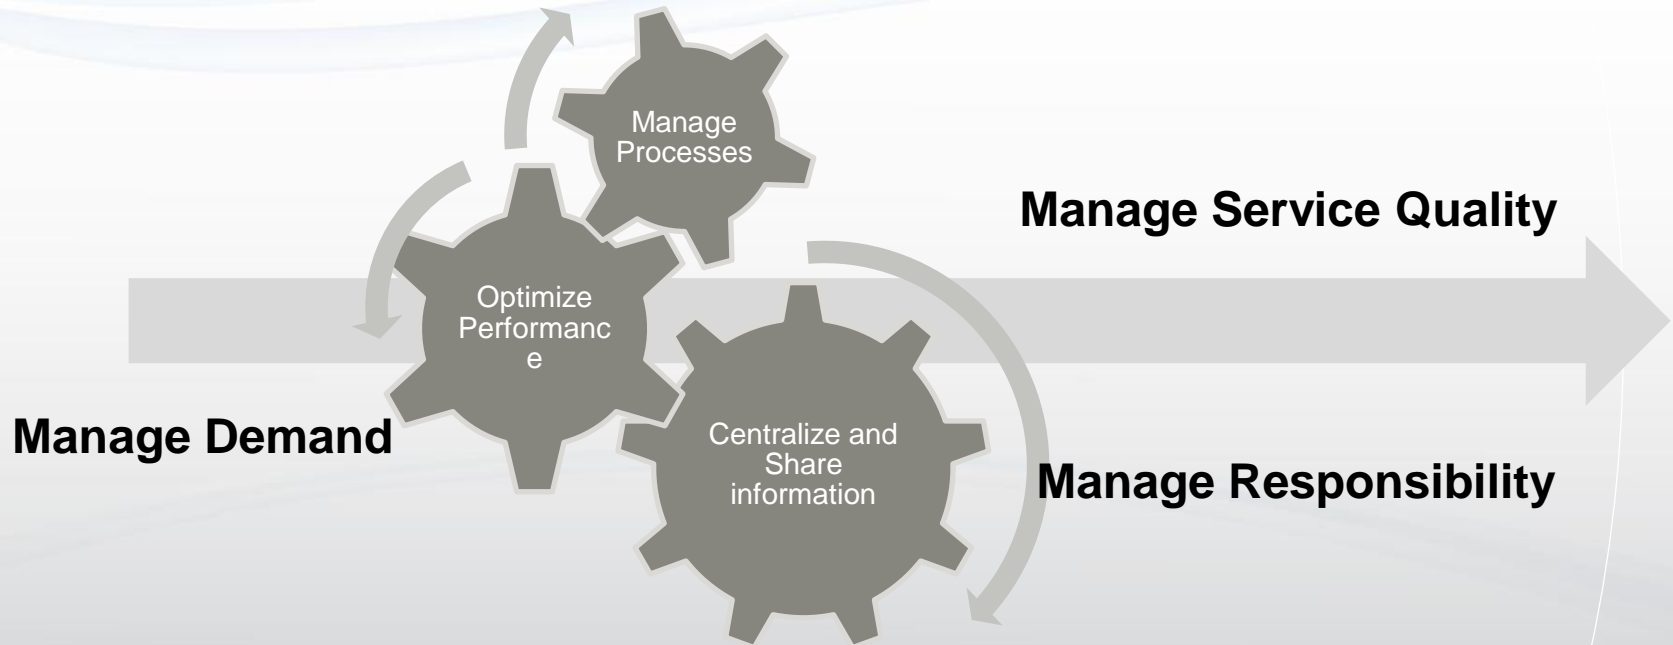 Manage
Processes
Manage Service Quality
Optimize
Performanc
e
Manage Demand
Centralize and
Share
information
Manage Responsibility